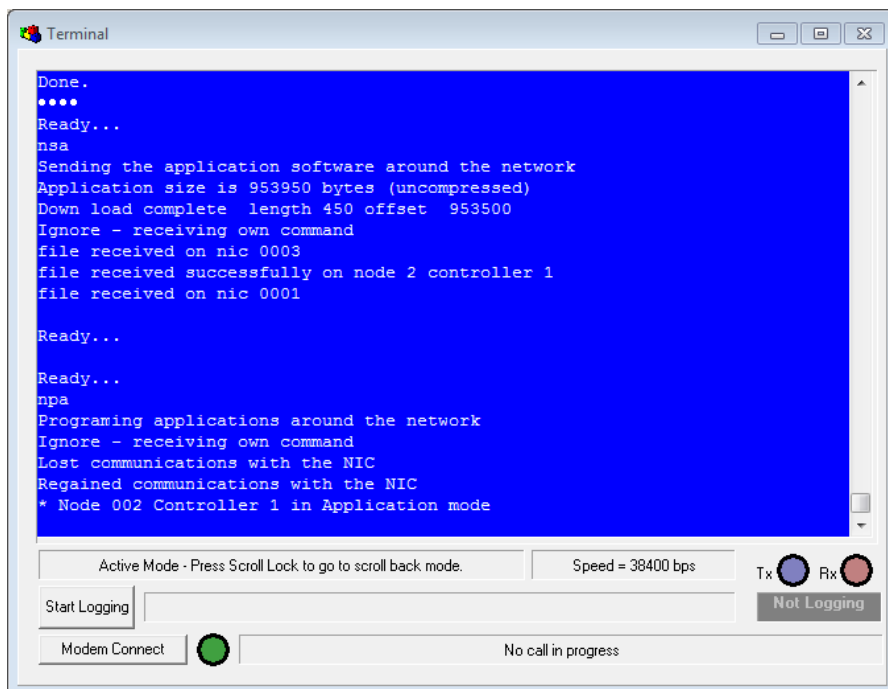 Terminal
Done.
••••
Ready...
nsa
Sending the application software around the network
Application size is 953950 bytes (uncompressed)
Down load complete  length 450 offset  953500
Ignore - receiving own command
file received on nic 0003
file received successfully on node 2 controller 1
file received on nic 0001
Ready...
Ready...
npa
Programing applications around the network
Ignore - receiving own command
Lost communications with the NIC
Regained communications with the NIC
* Node 002 Controller 1 in Application mode
Active Mode - Press Scroll Lock to go to scroll back mode.
Speed = 38400 bps
Tx
Rx
Start Logging
Not Logging
Modem Connect
No call in progress